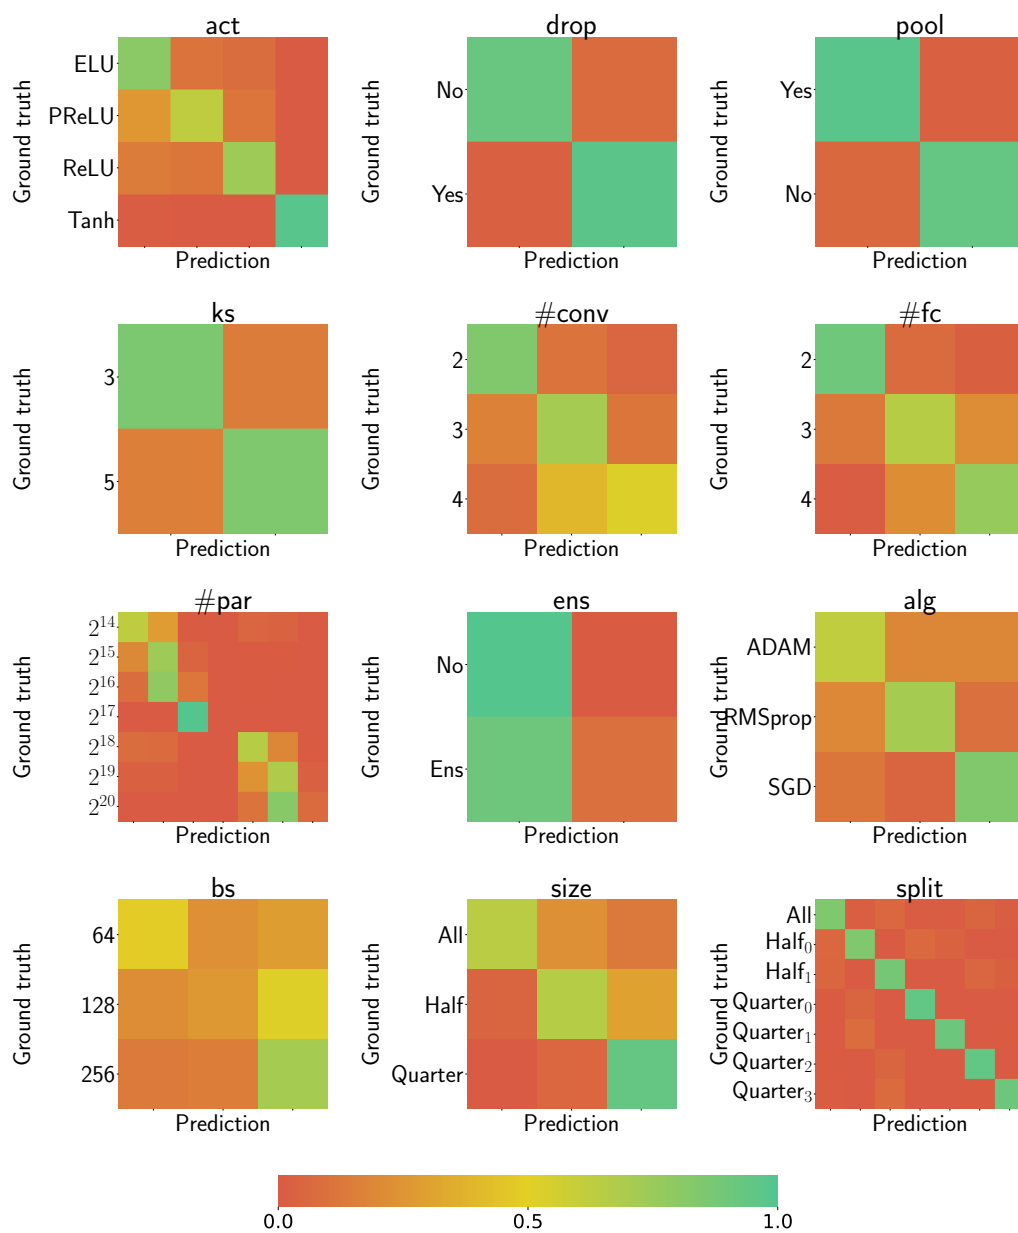 act
Ground truth
ELU
PReLU
ReLU
Tanh
Prediction
drop
Ground truth
No
Yes
Prediction
pool
Ground truth
Yes
No
Prediction
ks
Ground truth
3
5
Prediction
#conv
Ground truth
2
3
4
Prediction
#fc
Ground truth
2
3
4
Prediction
#par
Ground truth
2^14
2^15
2^16
2^17
2^18
2^19
2^20
Prediction
ens
Ground truth
No
Ens
Prediction
alg
Ground truth
ADAM
RMSprop
SGD
Prediction
bs
Ground truth
64
128
256
Prediction
size
Ground truth
All
Half
Quarter
Prediction
split
Ground truth
All
Half₀
Half₁
Quarter₀
Quarter₁
Quarter₂
Quarter₃
Prediction
0.0 0.5 1.0